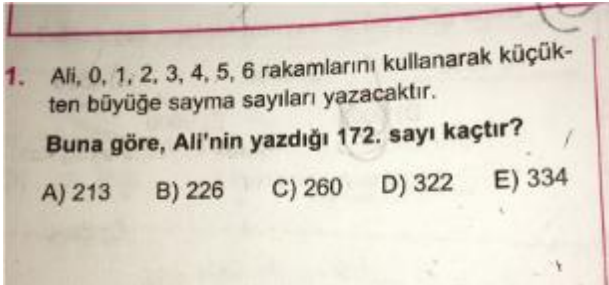 1. Ali, 0, 1, 2, 3, 4, 5, 6 rakamlarını kullanarak küçük-
ten büyüğe sayma sayıları yazacaktır.
Buna göre, Ali'nin yazdığı 172. sayı kaçtır?
A) 213 B) 226 C) 260 D) 322 E) 334